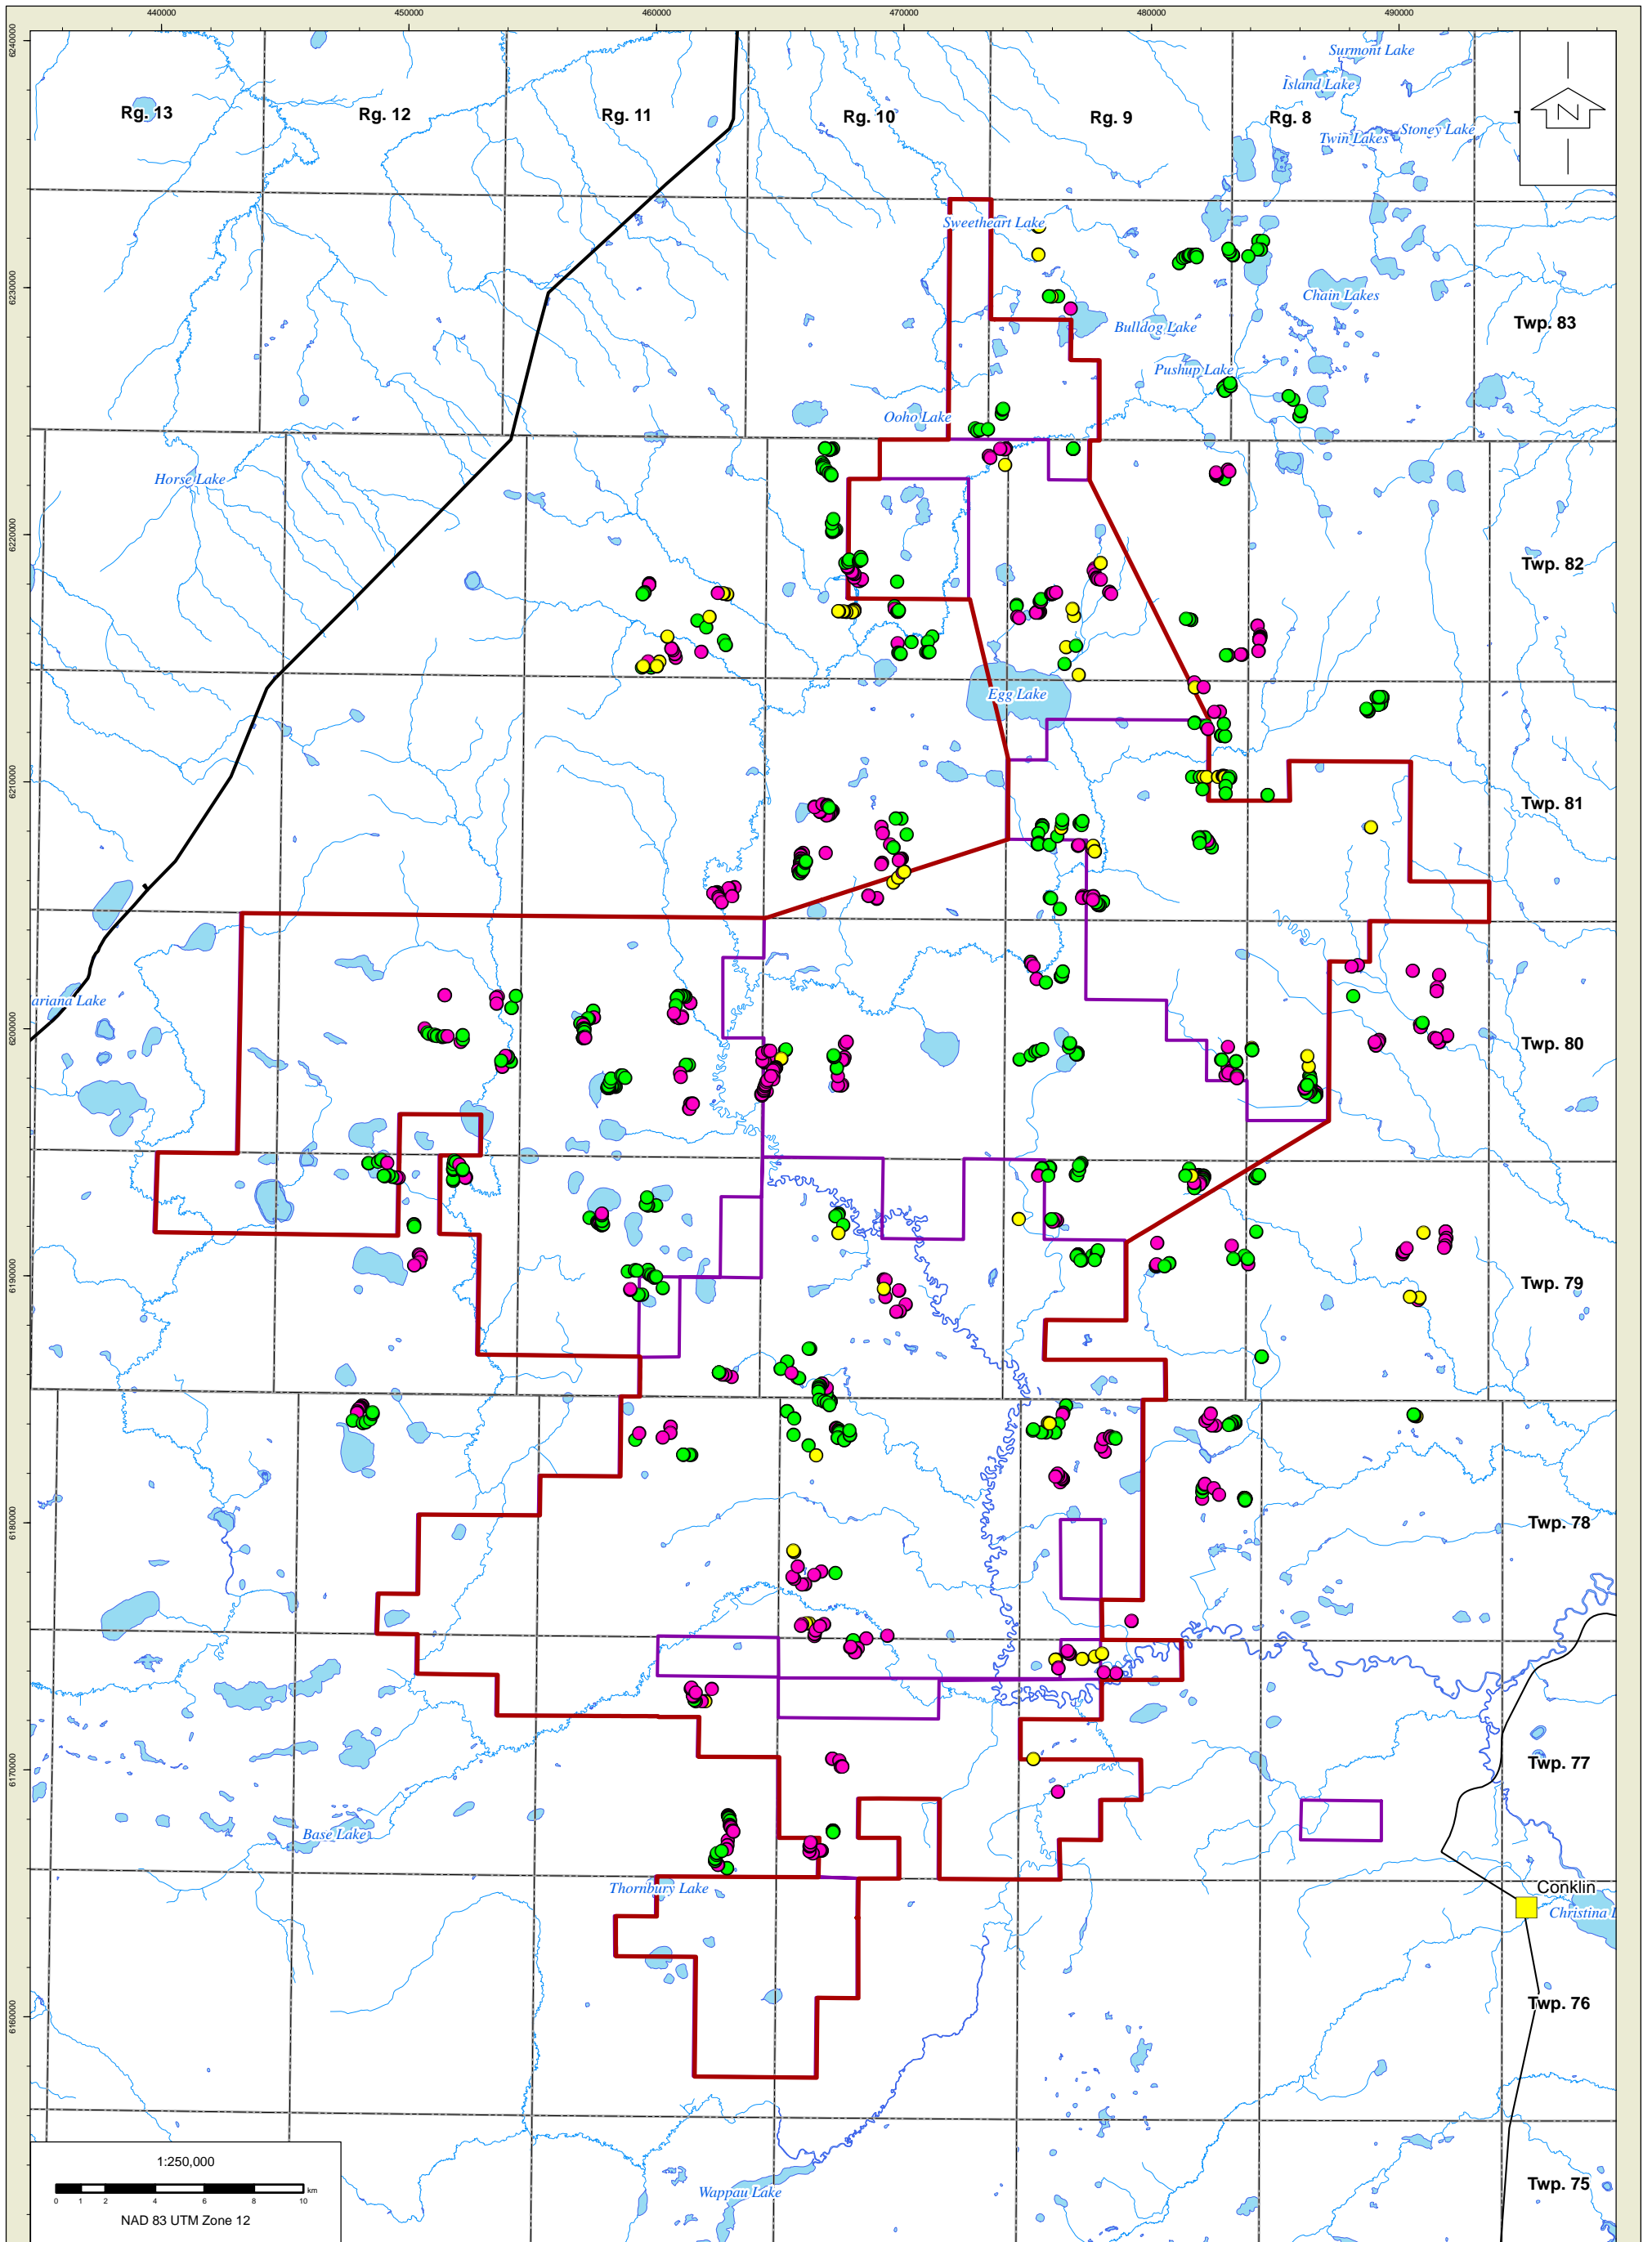 440000 450000 460000 470000 480000 490000
6240000
Surmont Lake
Island Lake
N
Rg. 13 Rg. 12 Rg. 11 Rg. 10 Rg. 9 Rg. 8
Twin Lakes Stoney Lake
Sweetheart Lake
6230000
Chain Lakes
Bulldog Lake
Twp. 83
Pushup Lake
Ooho Lake
Horse Lake
6220000
Twp. 82
Egg Lake
6210000
Twp. 81
ariana Lake
6200000
Twp. 80
6190000
Twp. 79
6180000
Twp. 78
6170000
Twp. 77
Base Lake
Thornbury Lake
Conklin
Christina L
6160000
Twp. 76
1:250,000
0 1 2 4 6 8 10 km
NAD 83 UTM Zone 12
Twp. 75
Wappau Lake